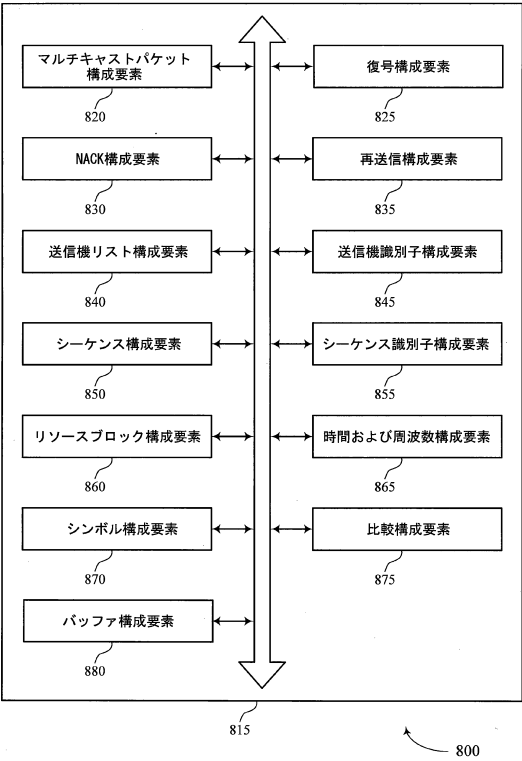 マルチキャストパケット
構成要素
820
復号構成要素
825
NACK構成要素
830
再送信構成要素
835
送信機リスト構成要素
840
送信機識別子構成要素
845
シーケンス構成要素
850
シーケンス識別子構成要素
855
リソースブロック構成要素
860
時間および周波数構成要素
865
シンボル構成要素
870
比較構成要素
875
バッファ構成要素
880
815
800